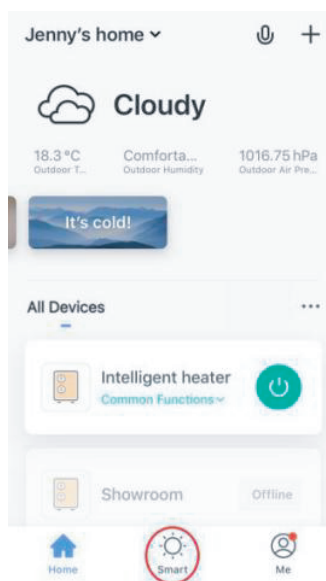 Jenny's home
Cloudy
18.3 °C Comforta... 1016.75 hPa
Outdoor T... Outdoor Humidity Outdoor Air Pre...
It's cold!
All Devices
Intelligent heater
Common Functions
Showroom Offline
Home Smart Me